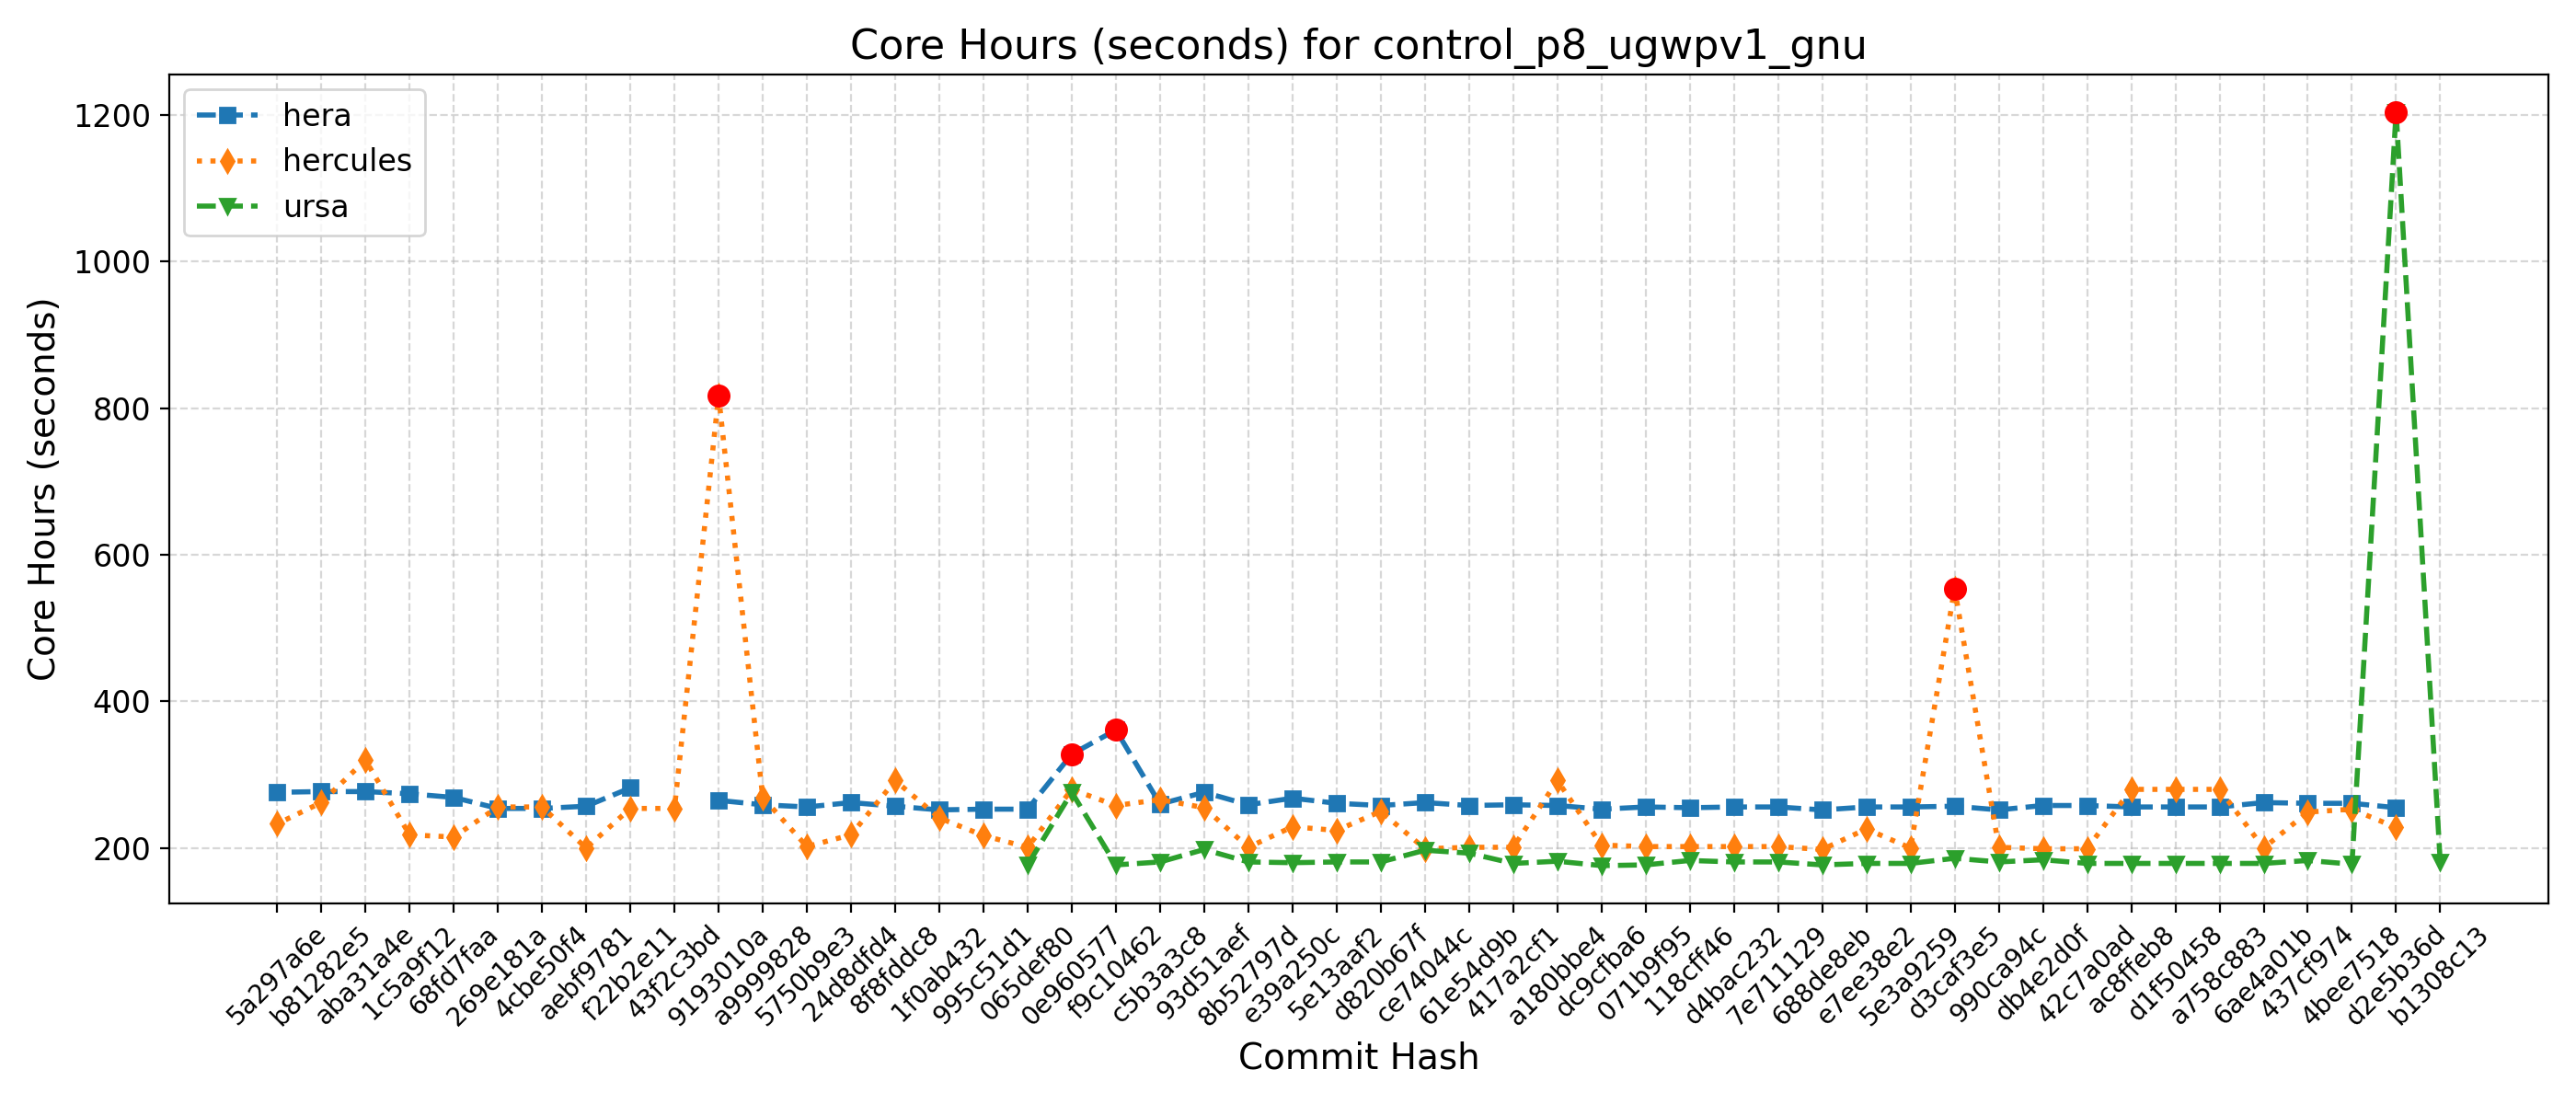 Core Hours (seconds) for control_p8_ugwpv1_gnu
hera
hercules
ursa
Core Hours (seconds)
1200
1000
800
600
400
200
5a297a6e
b81282e5
aba31a4e
1c5a9f12
68fd7faa
269e181a
4cbe50f4
aebf9781
f22b2e11
43f2c3bd
9193010a
a9999828
5750b9e3
24d8dfd4
8f8fddc8
1f0ab432
995c51d1
065def80
0e960577
f9c10462
c5b3a3c8
93d51aef
8b52797d
e39a250c
5e13aaf2
d820b67f
ce74044c
61e54d9b
417a2cf1
a180bbe4
dc9cfba6
071b9f95
118cff46
d4bac232
7e711129
688de8eb
e7ee38e2
5e3a9259
d3caf3e5
990ca94c
db4e2d0f
42c7a0ad
ac8ffeb8
d1f50458
a758c883
6ae4a01b
437cf974
4bee7518
d2e5b36d
b1308c13
Commit Hash